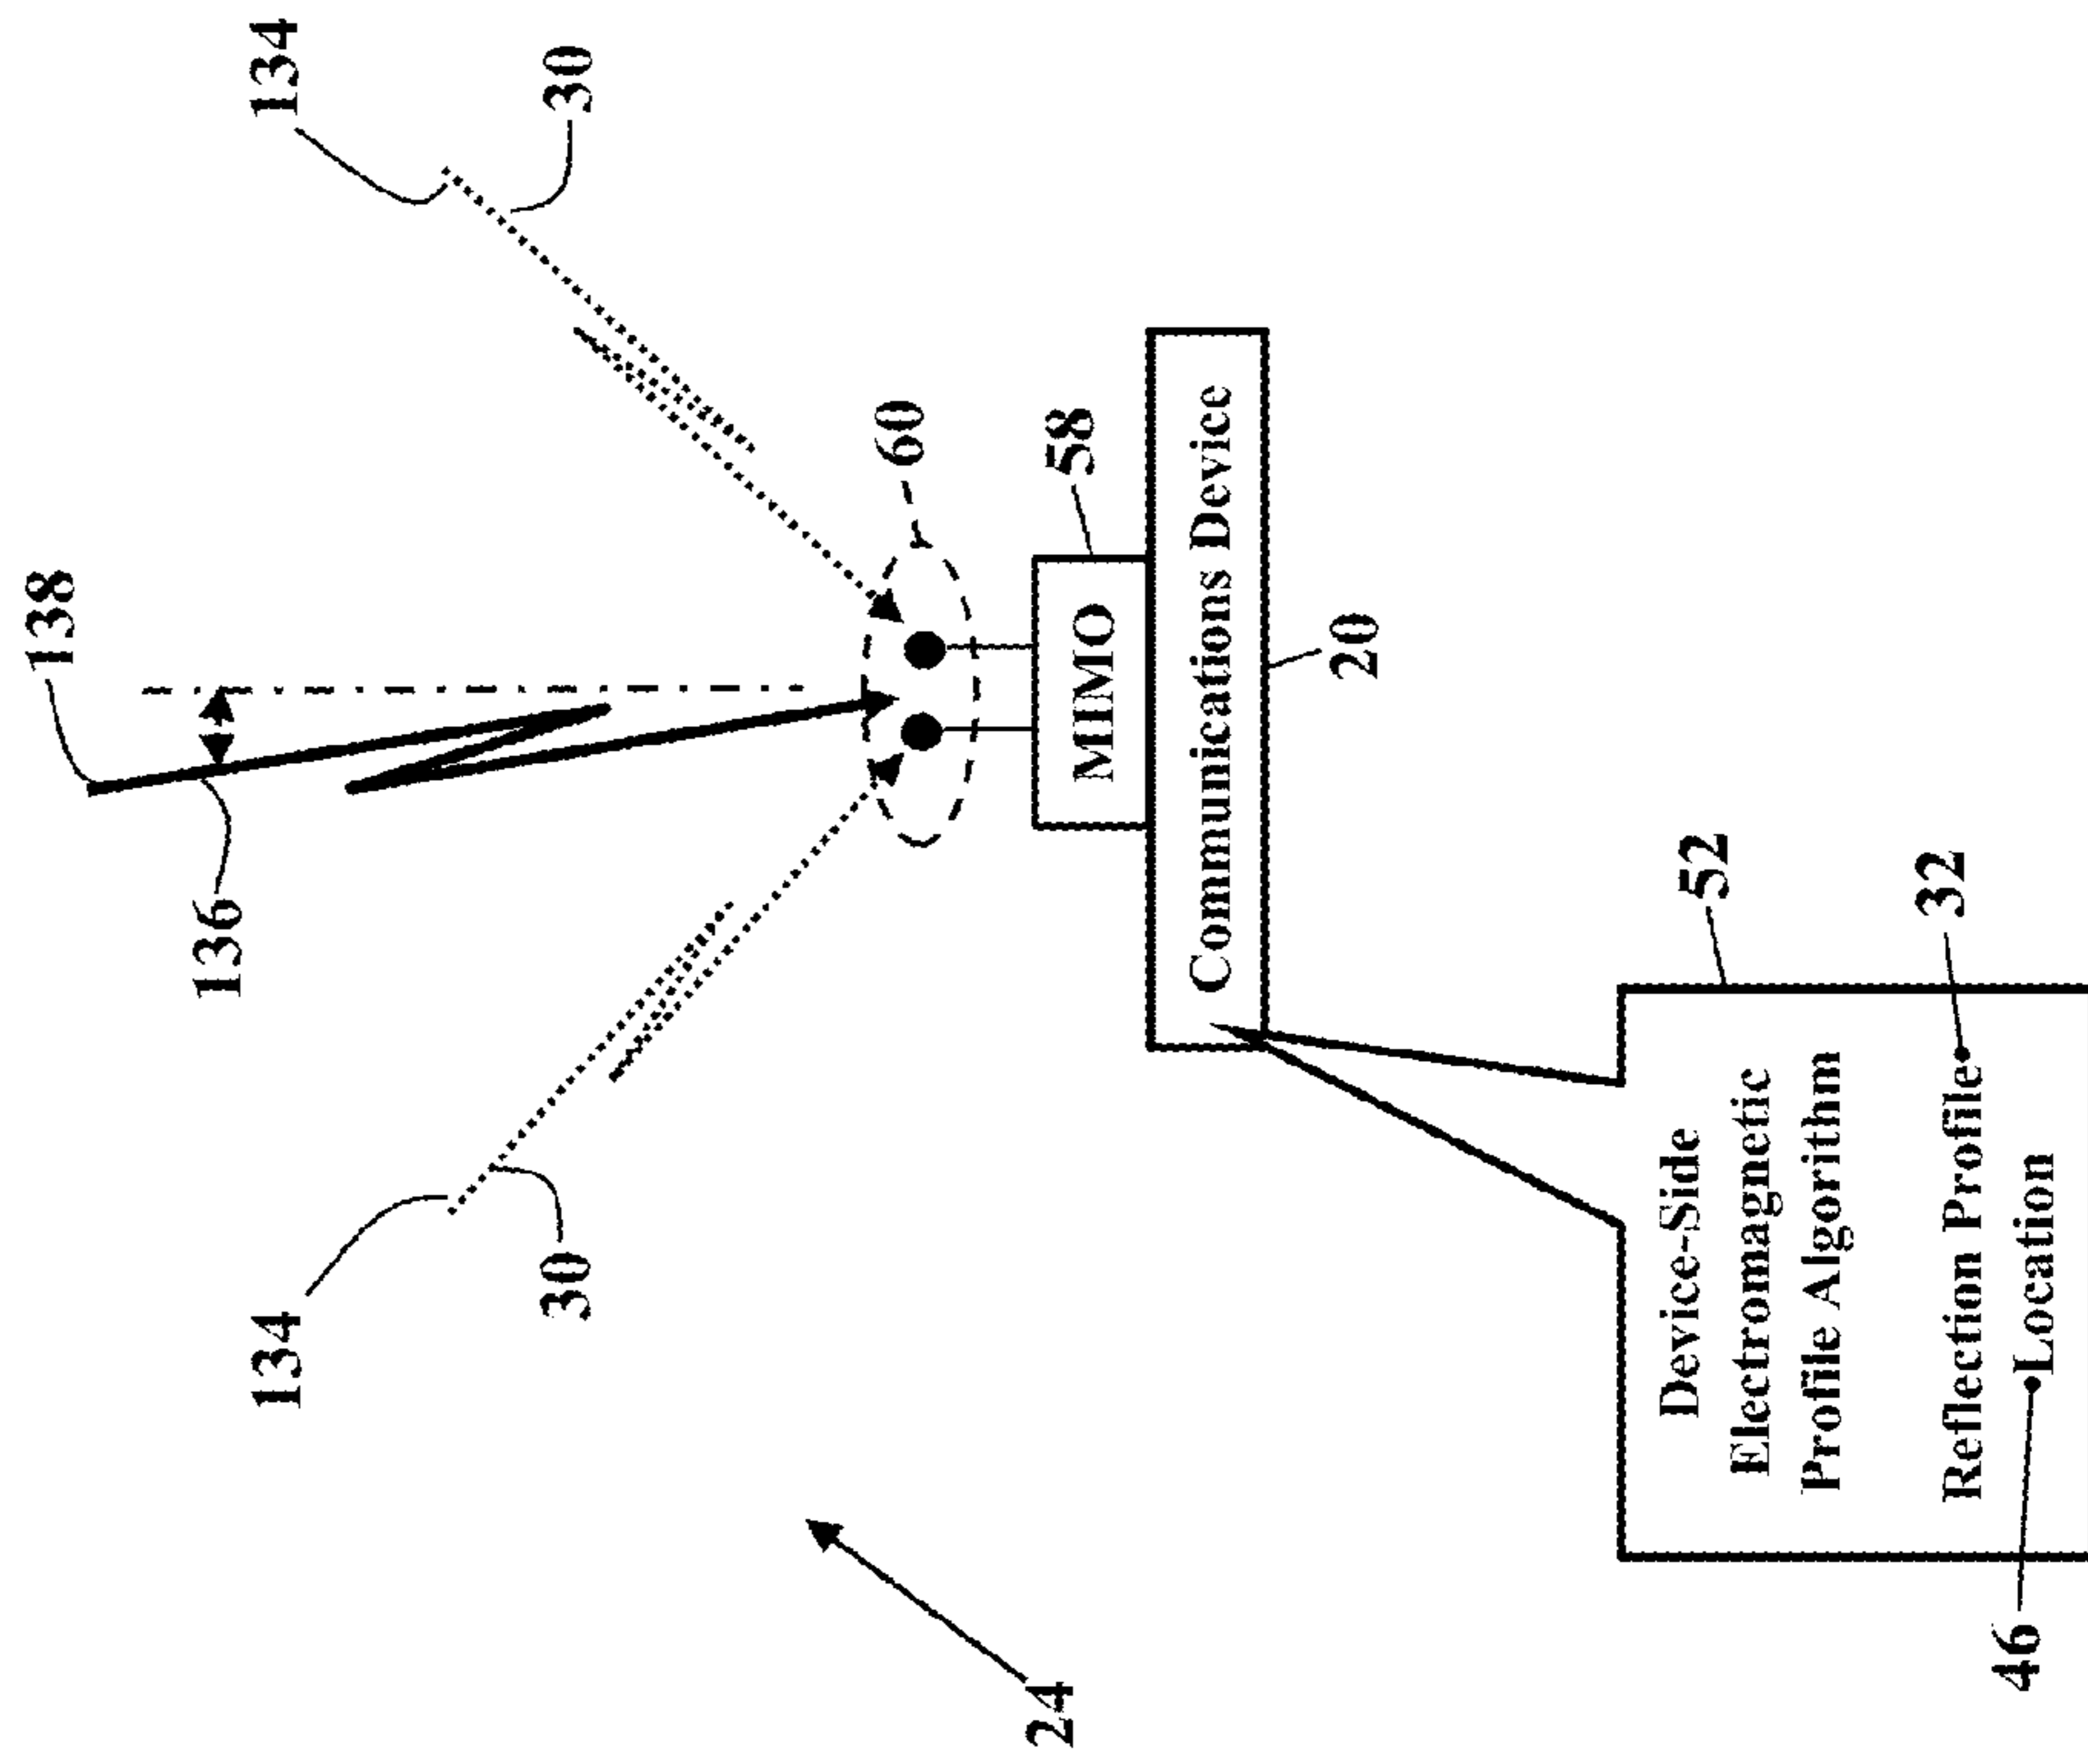 134
30
138
136
60
58
MIMO
Communications Device
20
134
30
52
32
Device-Side
Electromagnetic
Profile Algorithm
Reflection Profile
Location
46
24